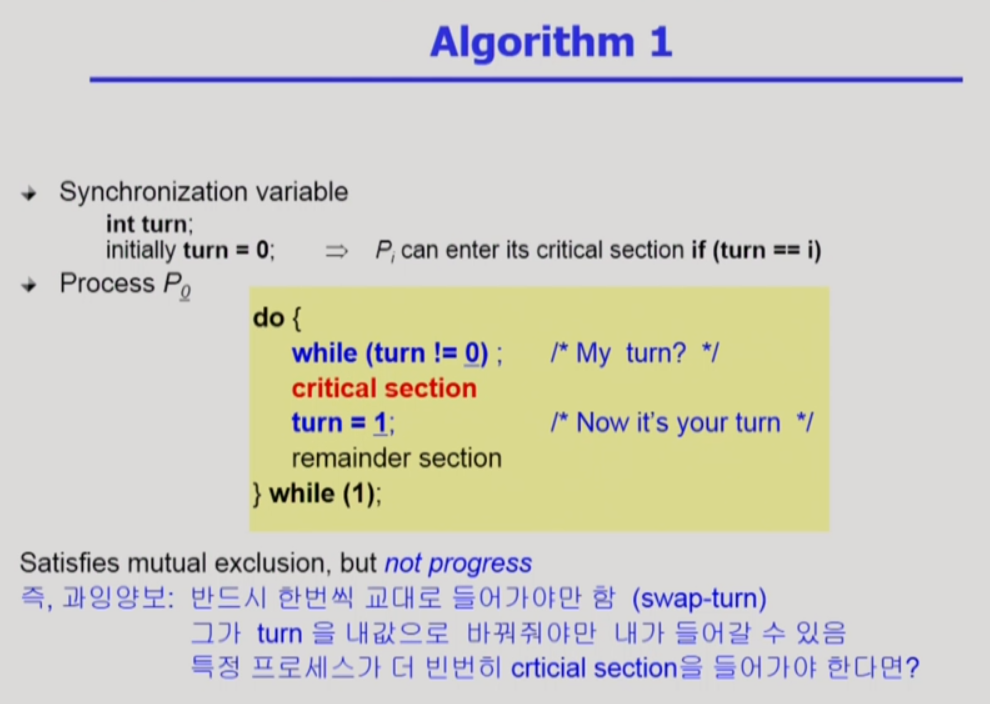 Algorithm 1
Synchronization variable
int turn;
initially turn = 0; ⇒ Pi can enter its critical section if (turn == i)
Process P0
do {
while (turn != 0) ; /* My turn? */
critical section
turn = 1; /* Now it's your turn */
remainder section
} while (1);
Satisfies mutual exclusion, but not progress
즉, 과잉양보: 반드시 한번씩 교대로 들어가야만 함 (swap-turn)
그가 turn 을 내값으로 바꿔줘야만 내가 들어갈 수 있음
특정 프로세스가 더 빈번히 crticial section을 들어가야 한다면?